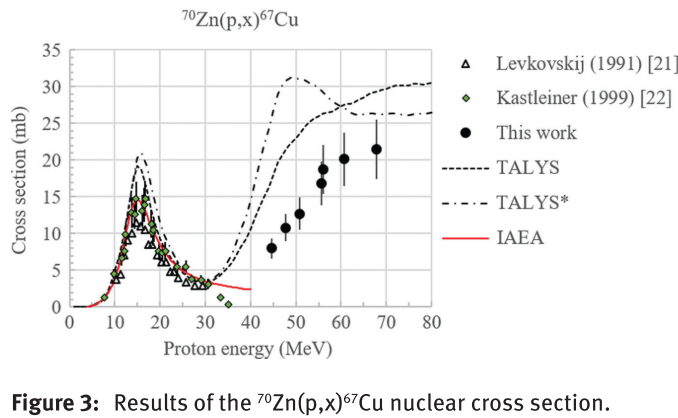 ⁷⁰Zn(p,x)⁶⁷Cu
35
30
25
20
15
10
5
0
Cross section (mb)
0 10 20 30 40 50 60 70 80
Proton energy (MeV)
Levkovskij (1991) [21]
Kastleiner (1999) [22]
This work
TALYS
TALYS*
IAEA
Figure 3: Results of the ⁷⁰Zn(p,x)⁶⁷Cu nuclear cross section.